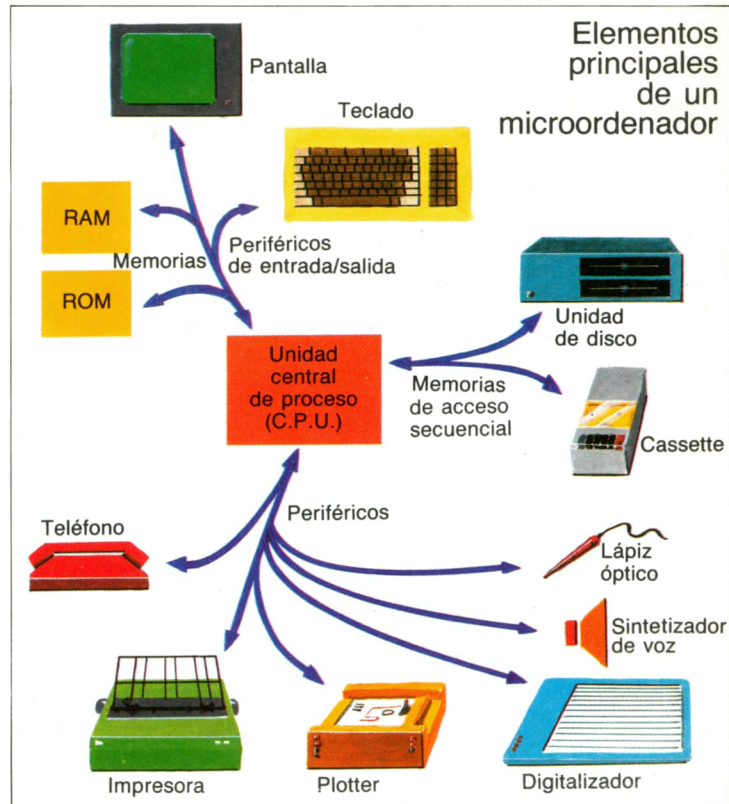 Elementos
principales
de un
microordenador
Pantalla
Teclado
RAM
Memorias
Periféricos
de entrada/salida
ROM
Unidad
de disco
Unidad
central
de proceso
(C.P.U.)
Memorias
de acceso
secuencial
Cassette
Periféricos
Teléfono
Lápiz
óptico
Sintetizador
de voz
Impresora
Plotter
Digitalizador